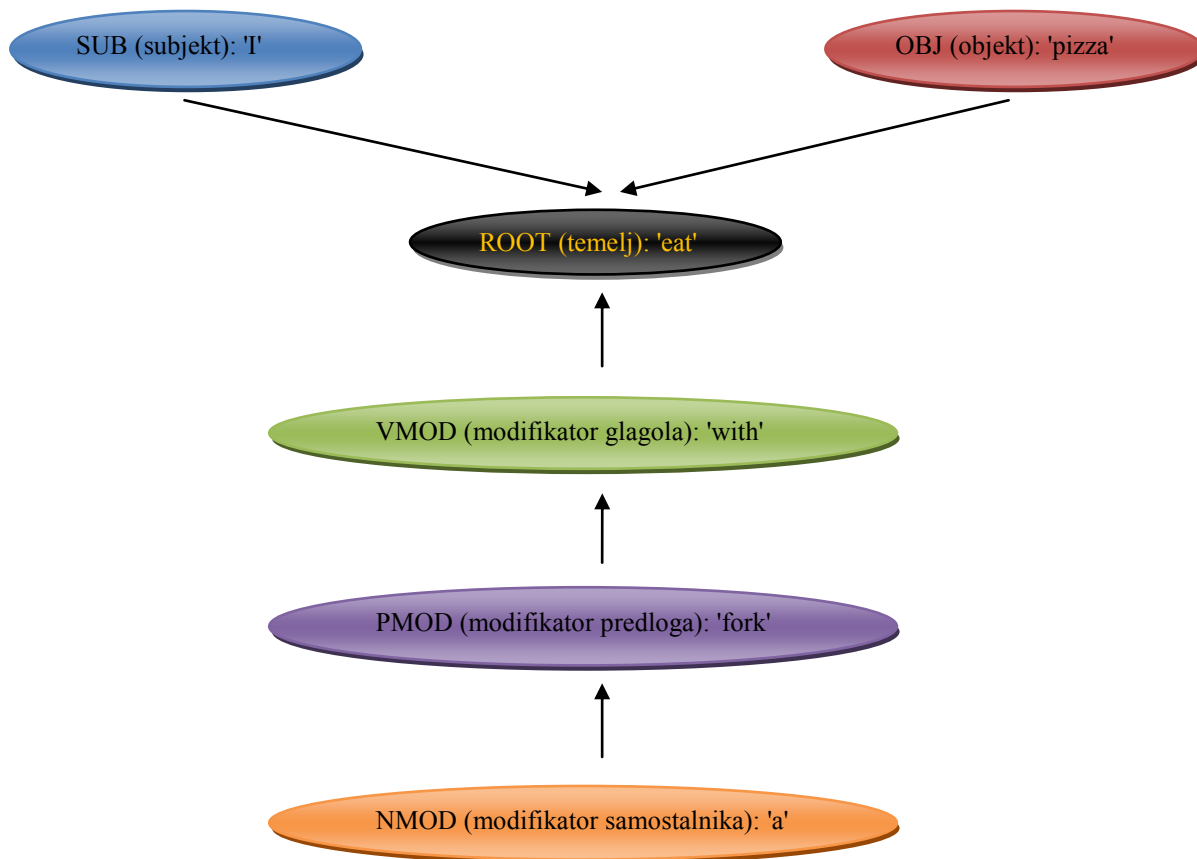 SUB (subjekt): 'I'
OBJ (objekt): 'pizza'
ROOT (temelj): 'eat'
VMOD (modifikator glagola): 'with'
PMOD (modifikator predloga): 'fork'
NMOD (modifikator samostalnika): 'a'